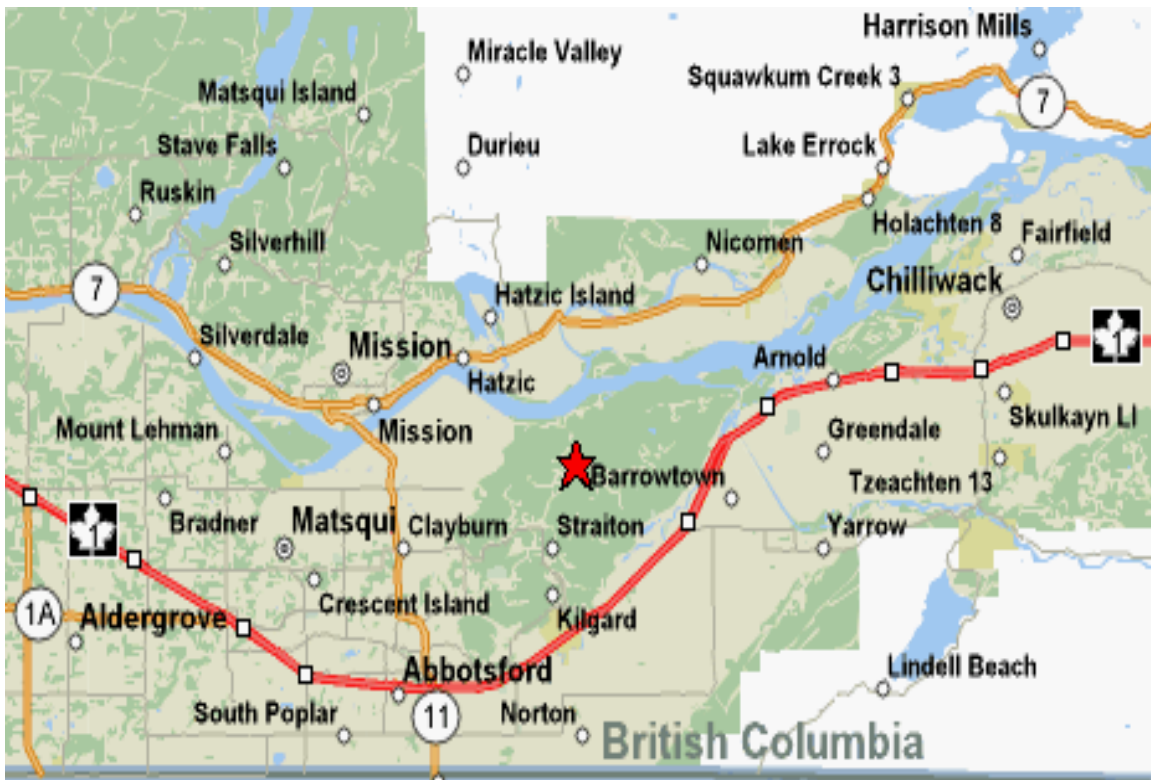 Harrison Mills
Miracle Valley
Squawkum Creek 3
Matsqui Island
7
Stave Falls
Durieu
Lake Errock
Ruskin
Holachten 8
Silverhill
Nicomen
Fairfield
Chilliwack
7
Hatzic Island
Silverdale
Mission
1
Arnold
Hatzic
Skulkayn LI
Mount Lehman
Mission
Greendale
Barrowtown
Tzeachten 13
1
Bradner
Matsqui
Clayburn
Straiton
Yarrow
Crescent Island
1A
Aldergrove
Kilgard
Abbotsford
Lindell Beach
South Poplar
11
Norton
British Columbia